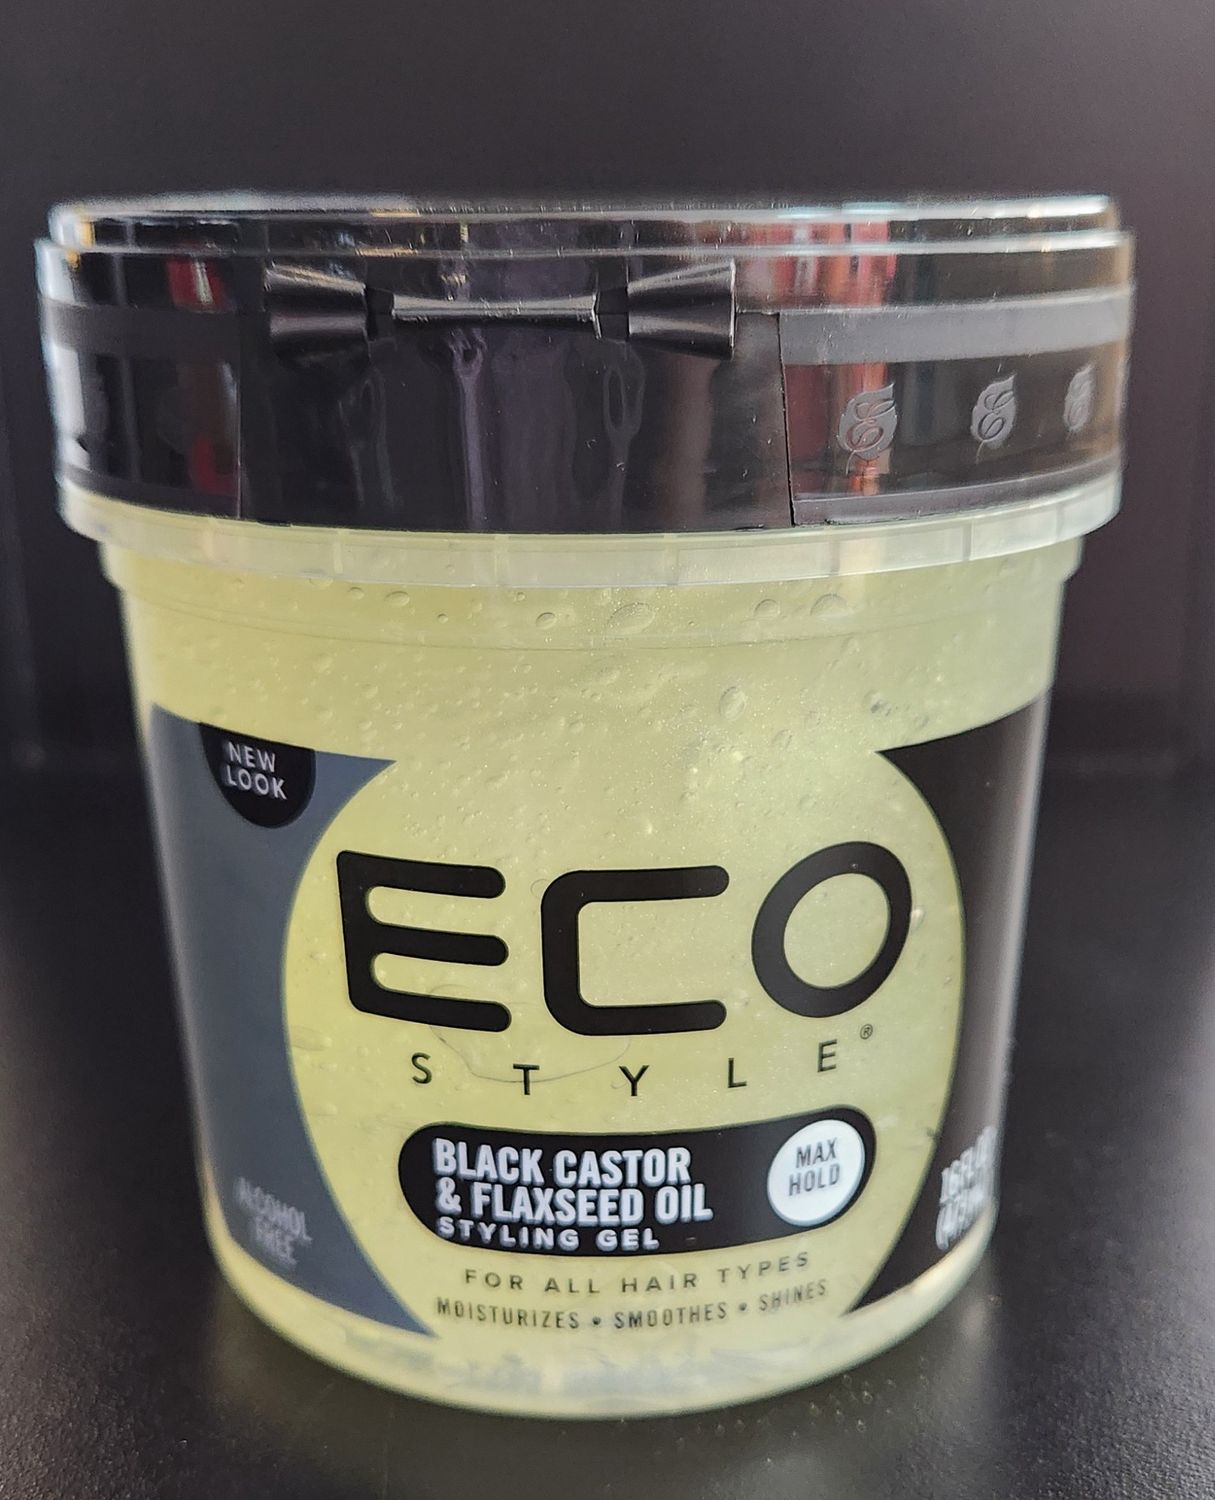 NEW
LOOK
ECO
STYLE®
BLACK CASTOR
& FLAXSEED OIL
STYLING GEL
MAX
HOLD
FOR ALL HAIR TYPES
MOISTURIZES • SMOOTHES • SHINES
ALCOHOL
FREE